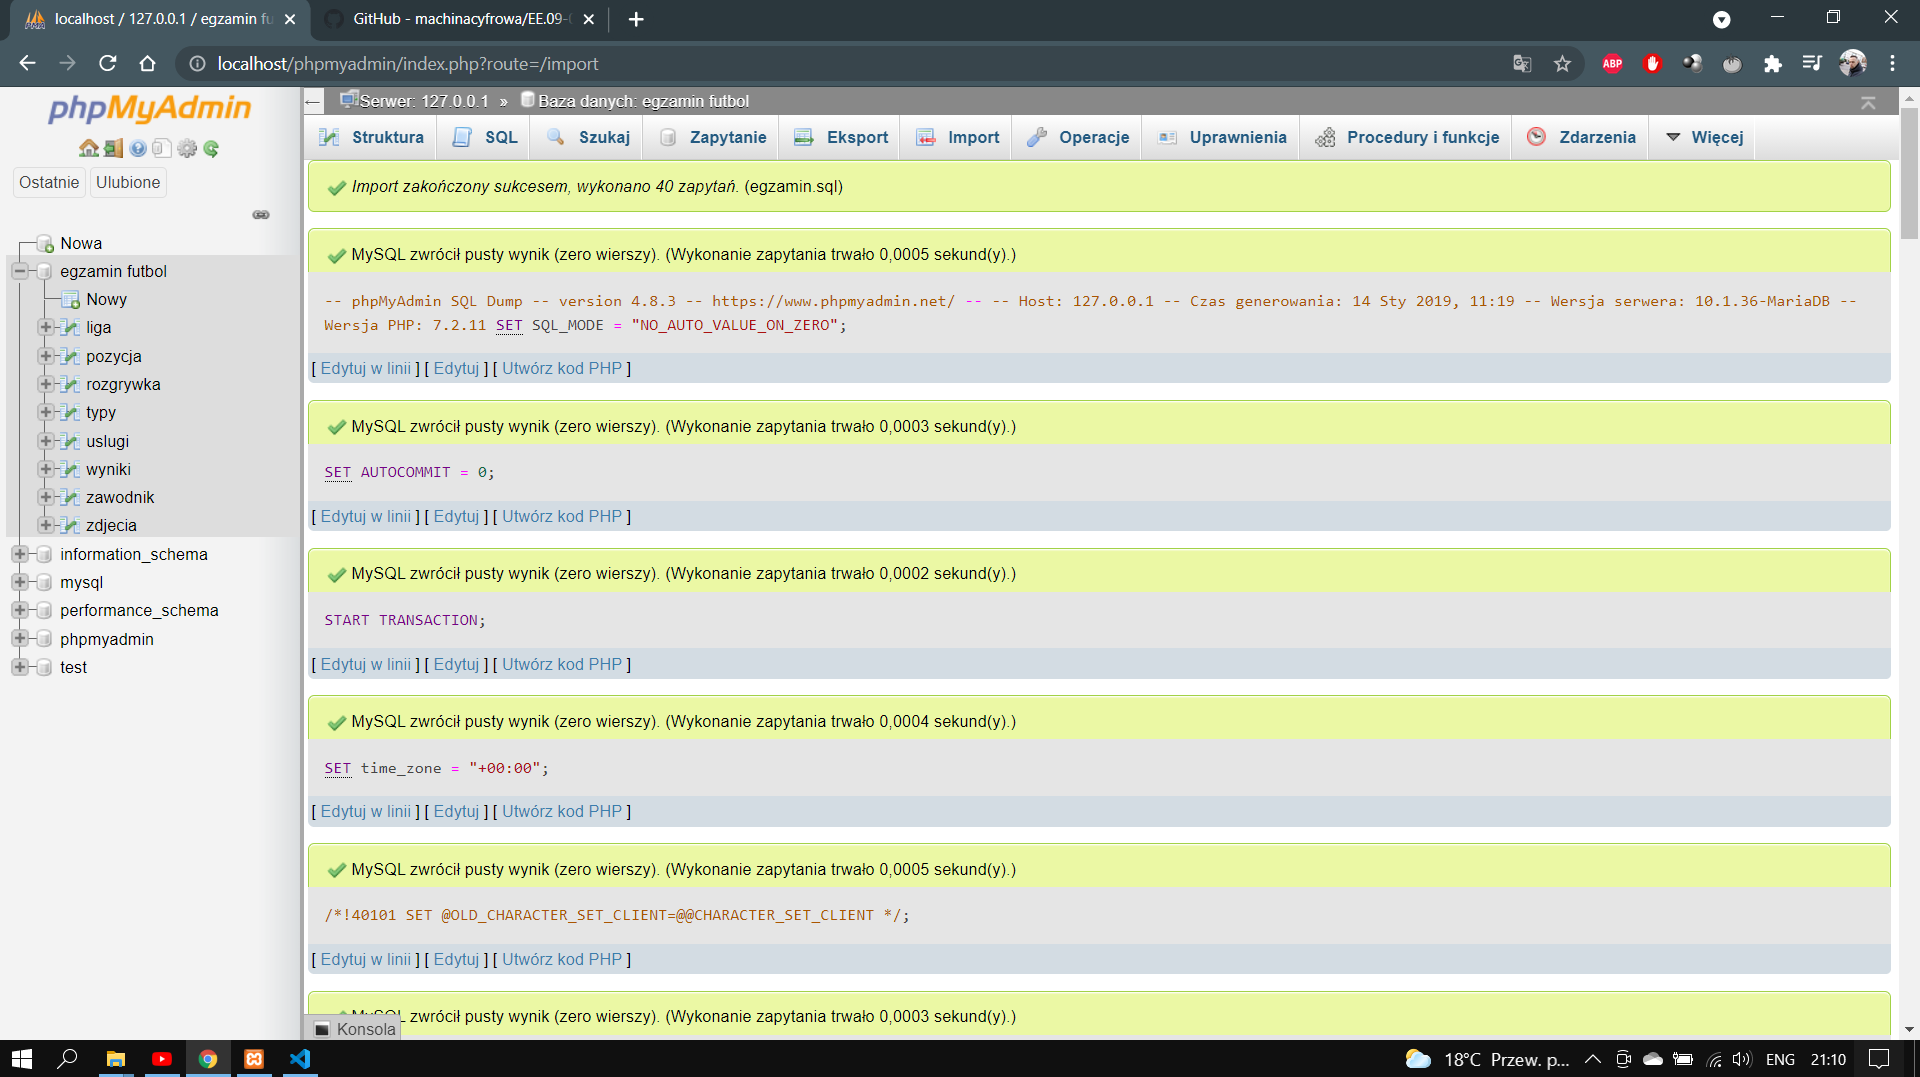 localhost / 127.0.0.1 / egzamin fu
GitHub - machinacyfrowa/EE.09-
localhost/phpmyadmin/index.php?route=/import
ABP
phpMyAdmin
Ostatnie
Ulubione
Nowa
egzamin futbol
Nowy
liga
pozycja
rozgrywka
typy
uslugi
wyniki
zawodnik
zdjecia
information_schema
mysql
performance_schema
phpmyadmin
test
Serwer: 127.0.0.1 » Baza danych: egzamin futbol
Struktura SQL Szukaj Zapytanie Eksport Import Operacje Uprawnienia Procedury i funkcje Zdarzenia Więcej
Import zakończony sukcesem, wykonano 40 zapytań. (egzamin.sql)
MySQL zwrócił pusty wynik (zero wierszy). (Wykonanie zapytania trwało 0,0005 sekund(y).)
-- phpMyAdmin SQL Dump -- version 4.8.3 -- https://www.phpmyadmin.net/ -- -- Host: 127.0.0.1 -- Czas generowania: 14 Sty 2019, 11:19 -- Wersja serwera: 10.1.36-MariaDB --
Wersja PHP: 7.2.11 SET SQL_MODE = "NO_AUTO_VALUE_ON_ZERO";
[ Edytuj w linii ] [ Edytuj ] [ Utwórz kod PHP ]
MySQL zwrócił pusty wynik (zero wierszy). (Wykonanie zapytania trwało 0,0003 sekund(y).)
SET AUTOCOMMIT = 0;
[ Edytuj w linii ] [ Edytuj ] [ Utwórz kod PHP ]
MySQL zwrócił pusty wynik (zero wierszy). (Wykonanie zapytania trwało 0,0002 sekund(y).)
START TRANSACTION;
[ Edytuj w linii ] [ Edytuj ] [ Utwórz kod PHP ]
MySQL zwrócił pusty wynik (zero wierszy). (Wykonanie zapytania trwało 0,0004 sekund(y).)
SET time_zone = "+00:00";
[ Edytuj w linii ] [ Edytuj ] [ Utwórz kod PHP ]
MySQL zwrócił pusty wynik (zero wierszy). (Wykonanie zapytania trwało 0,0005 sekund(y).)
/*!40101 SET @OLD_CHARACTER_SET_CLIENT=@@CHARACTER_SET_CLIENT */;
[ Edytuj w linii ] [ Edytuj ] [ Utwórz kod PHP ]
MySQL zwrócił pusty wynik (zero wierszy). (Wykonanie zapytania trwało 0,0003 sekund(y).)
Konsola
18°C Przew. p... ENG 21:10